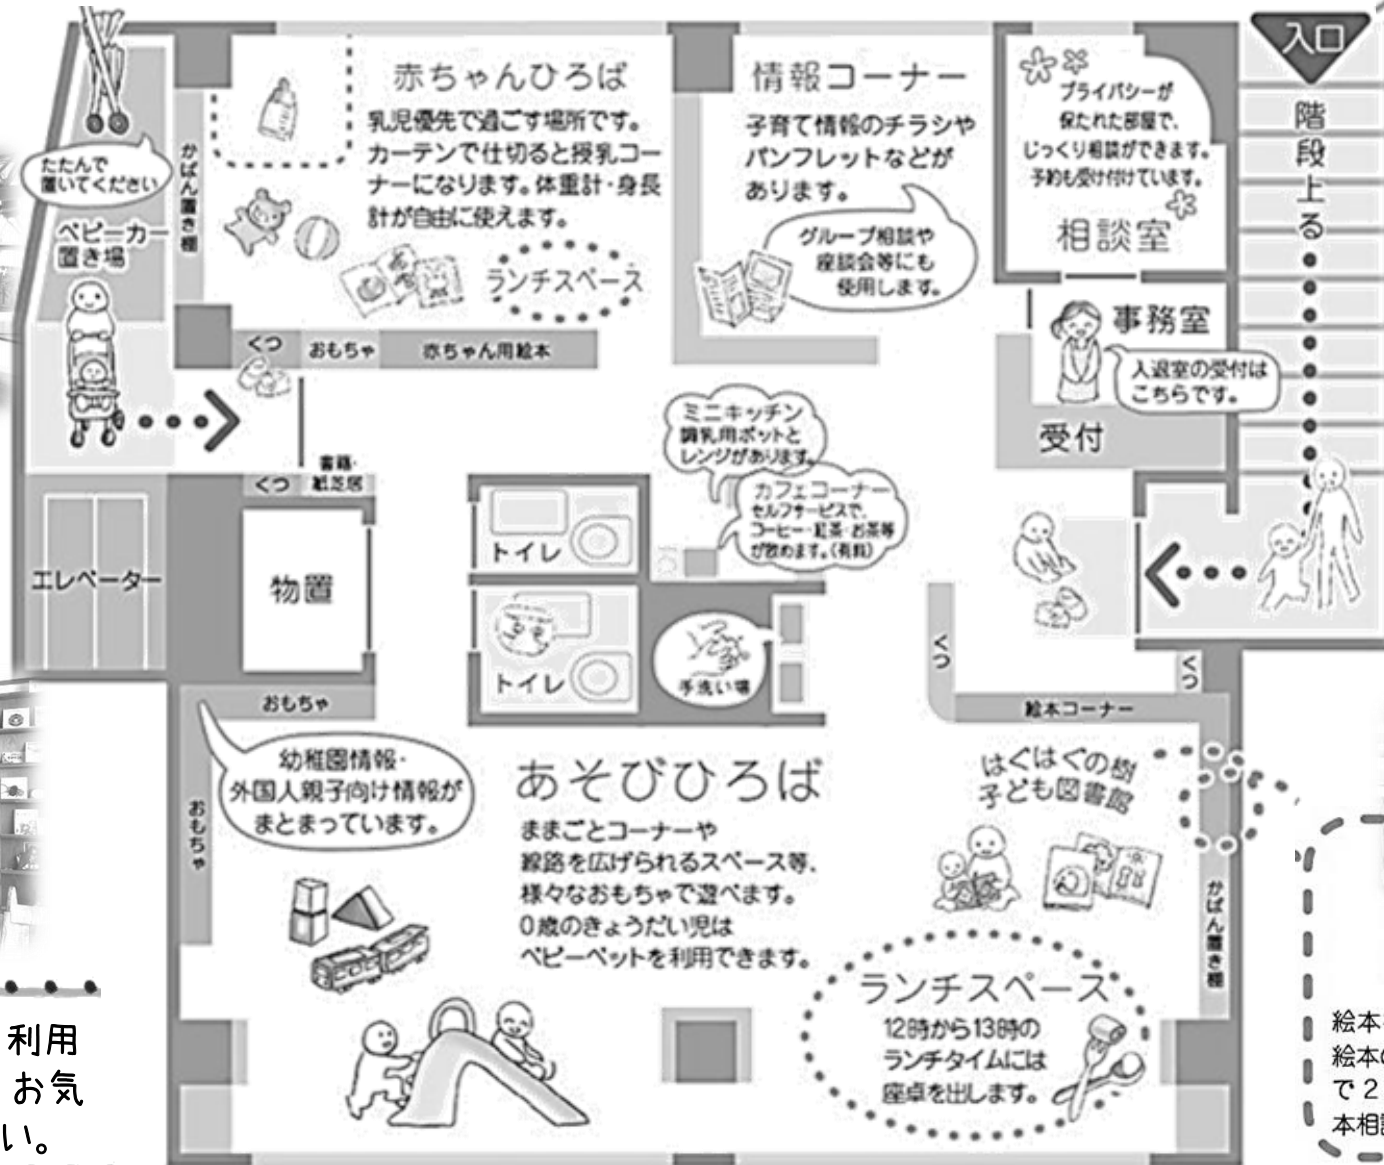 入口
階段上る
赤ちゃんひろば
乳児優先で過ごす場所です。
カーテンで仕切ると授乳コー
ナーになります。体重計・身長
計が自由に使えます。
ランチスペース
たたんで
置いてください
ベビーカー
置き場
かばん置き棚
くつ
おもちゃ
赤ちゃん用絵本
情報コーナー
子育て情報のチラシや
パンフレットなどが
あります。
グループ相談や
座談会等にも
使用します。
プライバシーが
保たれた部屋で、
じっくり相談ができます。
予約も受け付けています。
相談室
事務室
入退室の受付は
こちらです。
受付
ミニキッチン
調乳用ポットと
レンジがあります。
カフェコーナー
セルフサービスで、
コーヒー・紅茶・お茶等
が飲めます。(有料)
くつ
書籍・
紙芝居
エレベーター
物置
トイレ
トイレ
手洗い場
くつ
くつ
絵本コーナー
おもちゃ
おもちゃ
幼稚園情報・
外国人親子向け情報が
まとまっています。
あそびひろば
ままごとコーナーや
線路を広げられるスペース等、
様々なおもちゃで遊べます。
0歳のきょうだい児は
ベビーベットを利用できます。
はぐはぐの樹
子ども図書館
かばん置き棚
ランチスペース
12時から13時の
ランチタイムには
座卓を出します。
利用
お気
い。
絵本
絵本の
で2
本相談